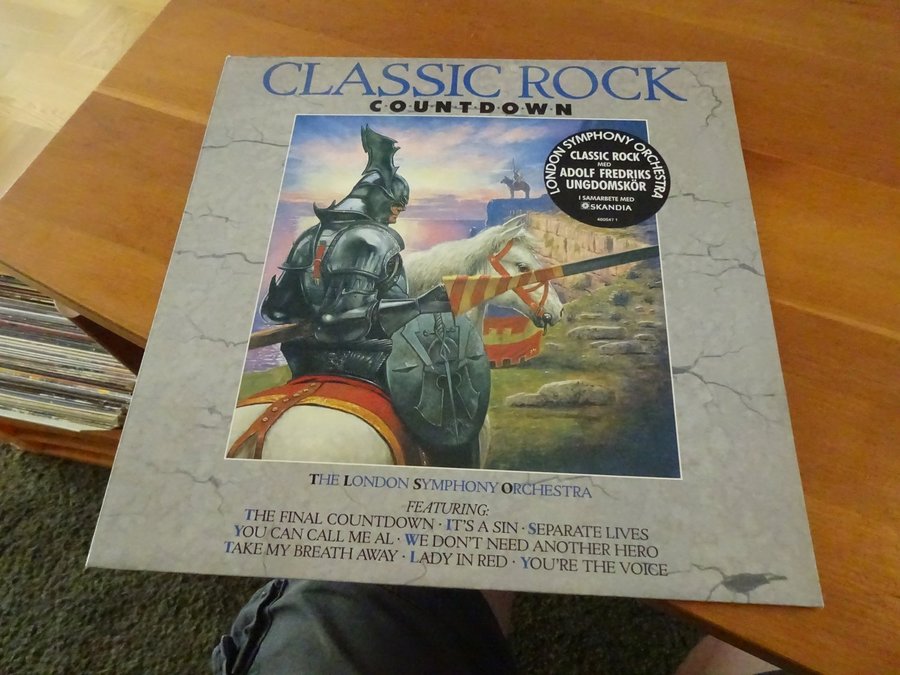 CLASSIC ROCK
COUNTDOWN
LONDON SYMPHONY ORCHESTRA
CLASSIC ROCK
MED
ADOLF FREDRIKS
UNGDOMSKÖR
I SAMARBETE MED
SKANDIA
460647 1
THE LONDON SYMPHONY ORCHESTRA
FEATURING:
THE FINAL COUNTDOWN · IT'S A SIN · SEPARATE LIVES
YOU CAN CALL ME AL · WE DON'T NEED ANOTHER HERO
TAKE MY BREATH AWAY · LADY IN RED · YOU'RE THE VOICE